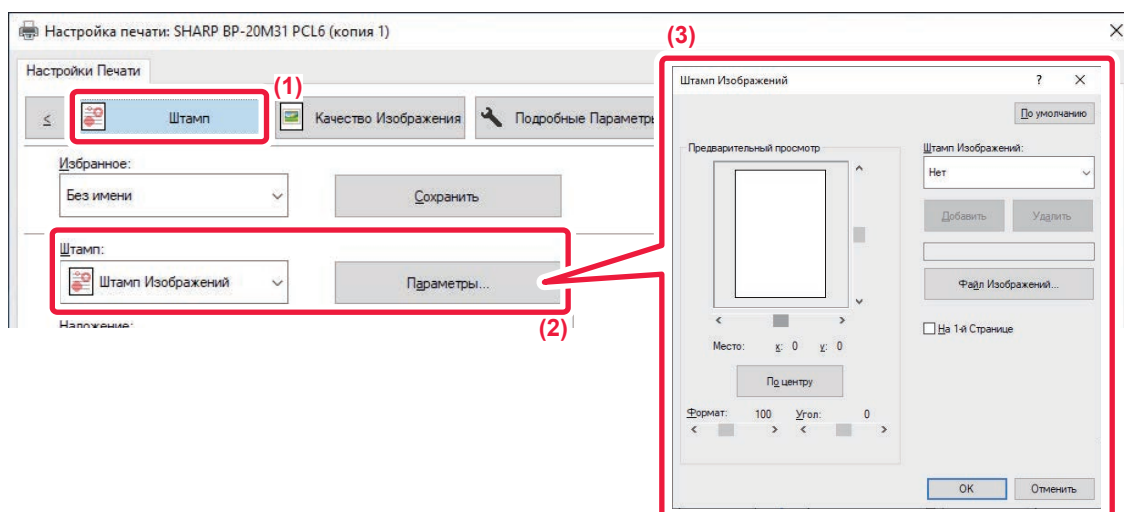 Настройка печати: SHARP BP-20M31 PCL6 (копия 1)
Настройки Печати
(1)
<
Штамп
Качество Изображения
Подробные Параметры
Избранное:
Без имени
Сохранить
Штамп:
Штамп Изображений
Параметры...
(2)
Наложение:
(3)
Штамп Изображений
?
По умолчанию
Предварительный просмотр
Штамп Изображений:
Нет
Добавить
Удалить
Файл Изображений...
На 1-й Странице
Место: x: 0 y: 0
По центру
Формат: 100 Угол: 0
OK
Отменить